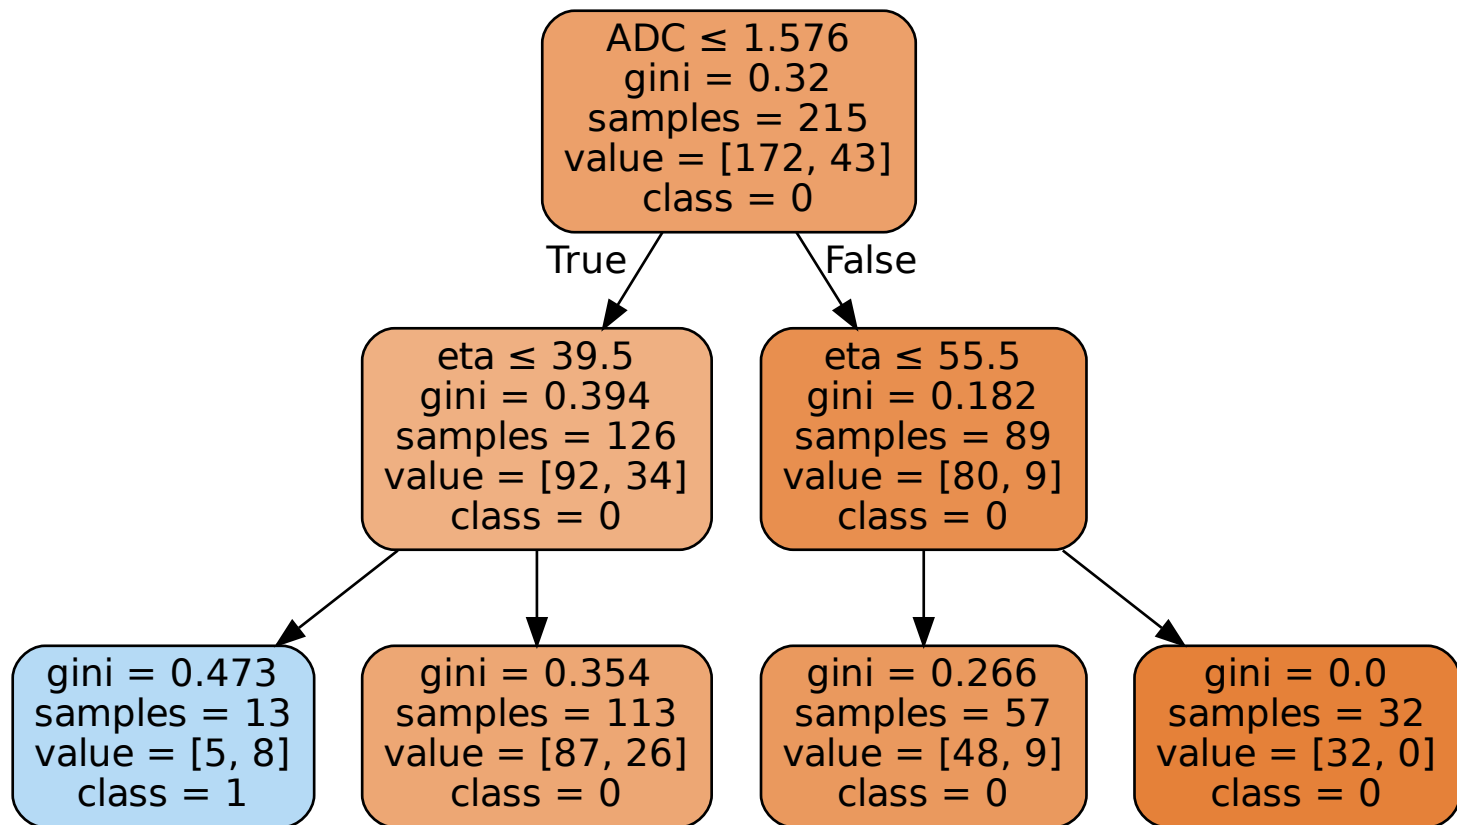 ADC ≤ 1.576
gini = 0.32
samples = 215
value = [172, 43]
class = 0
True
False
eta ≤ 39.5
gini = 0.394
samples = 126
value = [92, 34]
class = 0
eta ≤ 55.5
gini = 0.182
samples = 89
value = [80, 9]
class = 0
gini = 0.473
samples = 13
value = [5, 8]
class = 1
gini = 0.354
samples = 113
value = [87, 26]
class = 0
gini = 0.266
samples = 57
value = [48, 9]
class = 0
gini = 0.0
samples = 32
value = [32, 0]
class = 0